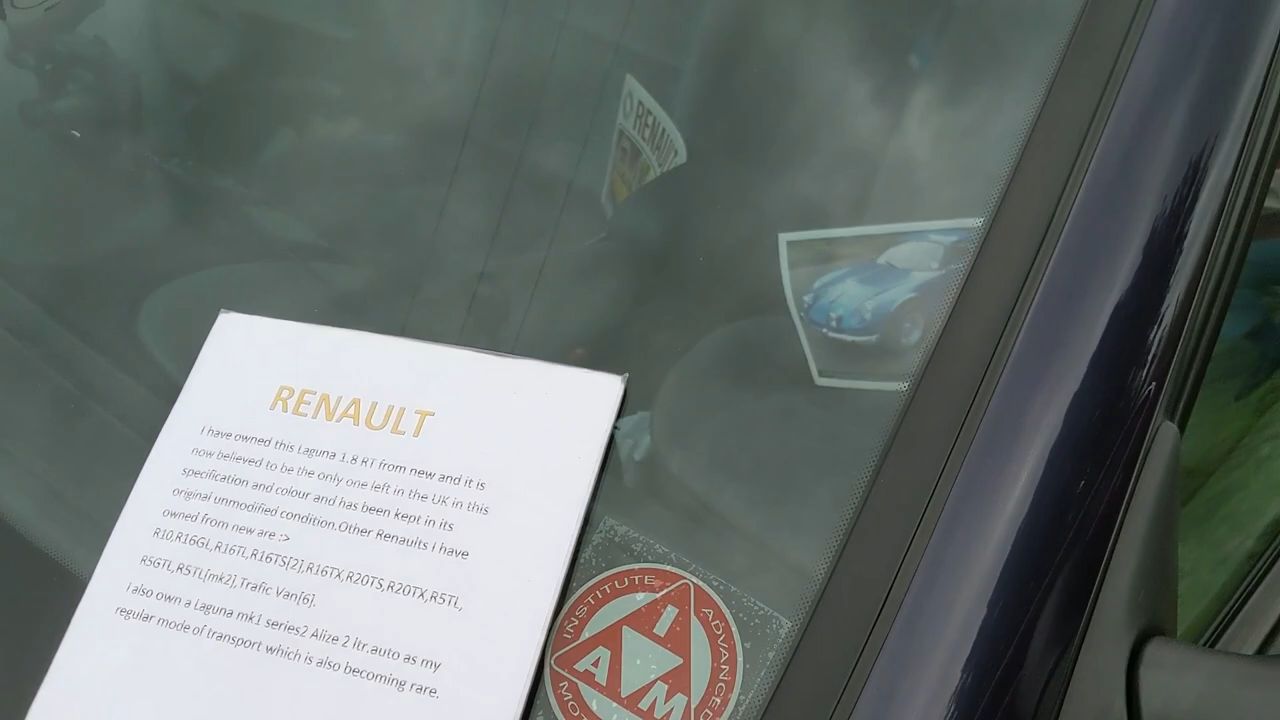 RENAULT
RENAULT
I have owned this Laguna 1.8 RT from new and it is
now believed to be the only one left in the UK in this
specification and colour and has been kept in its
original unmodified condition.Other Renaults I have
owned from new are :>
R10,R16GL,R16TL,R16TS[2],R16TX,R20TS,R20TX,R5TL,
R5GTL,R5TL[mk2],Trafic Van[6].
I also own a Laguna mk1 series2 Alize 2 ltr.auto as my
regular mode of transport which is also becoming rare.
INSTITUTE
ADVANCED
I
A M